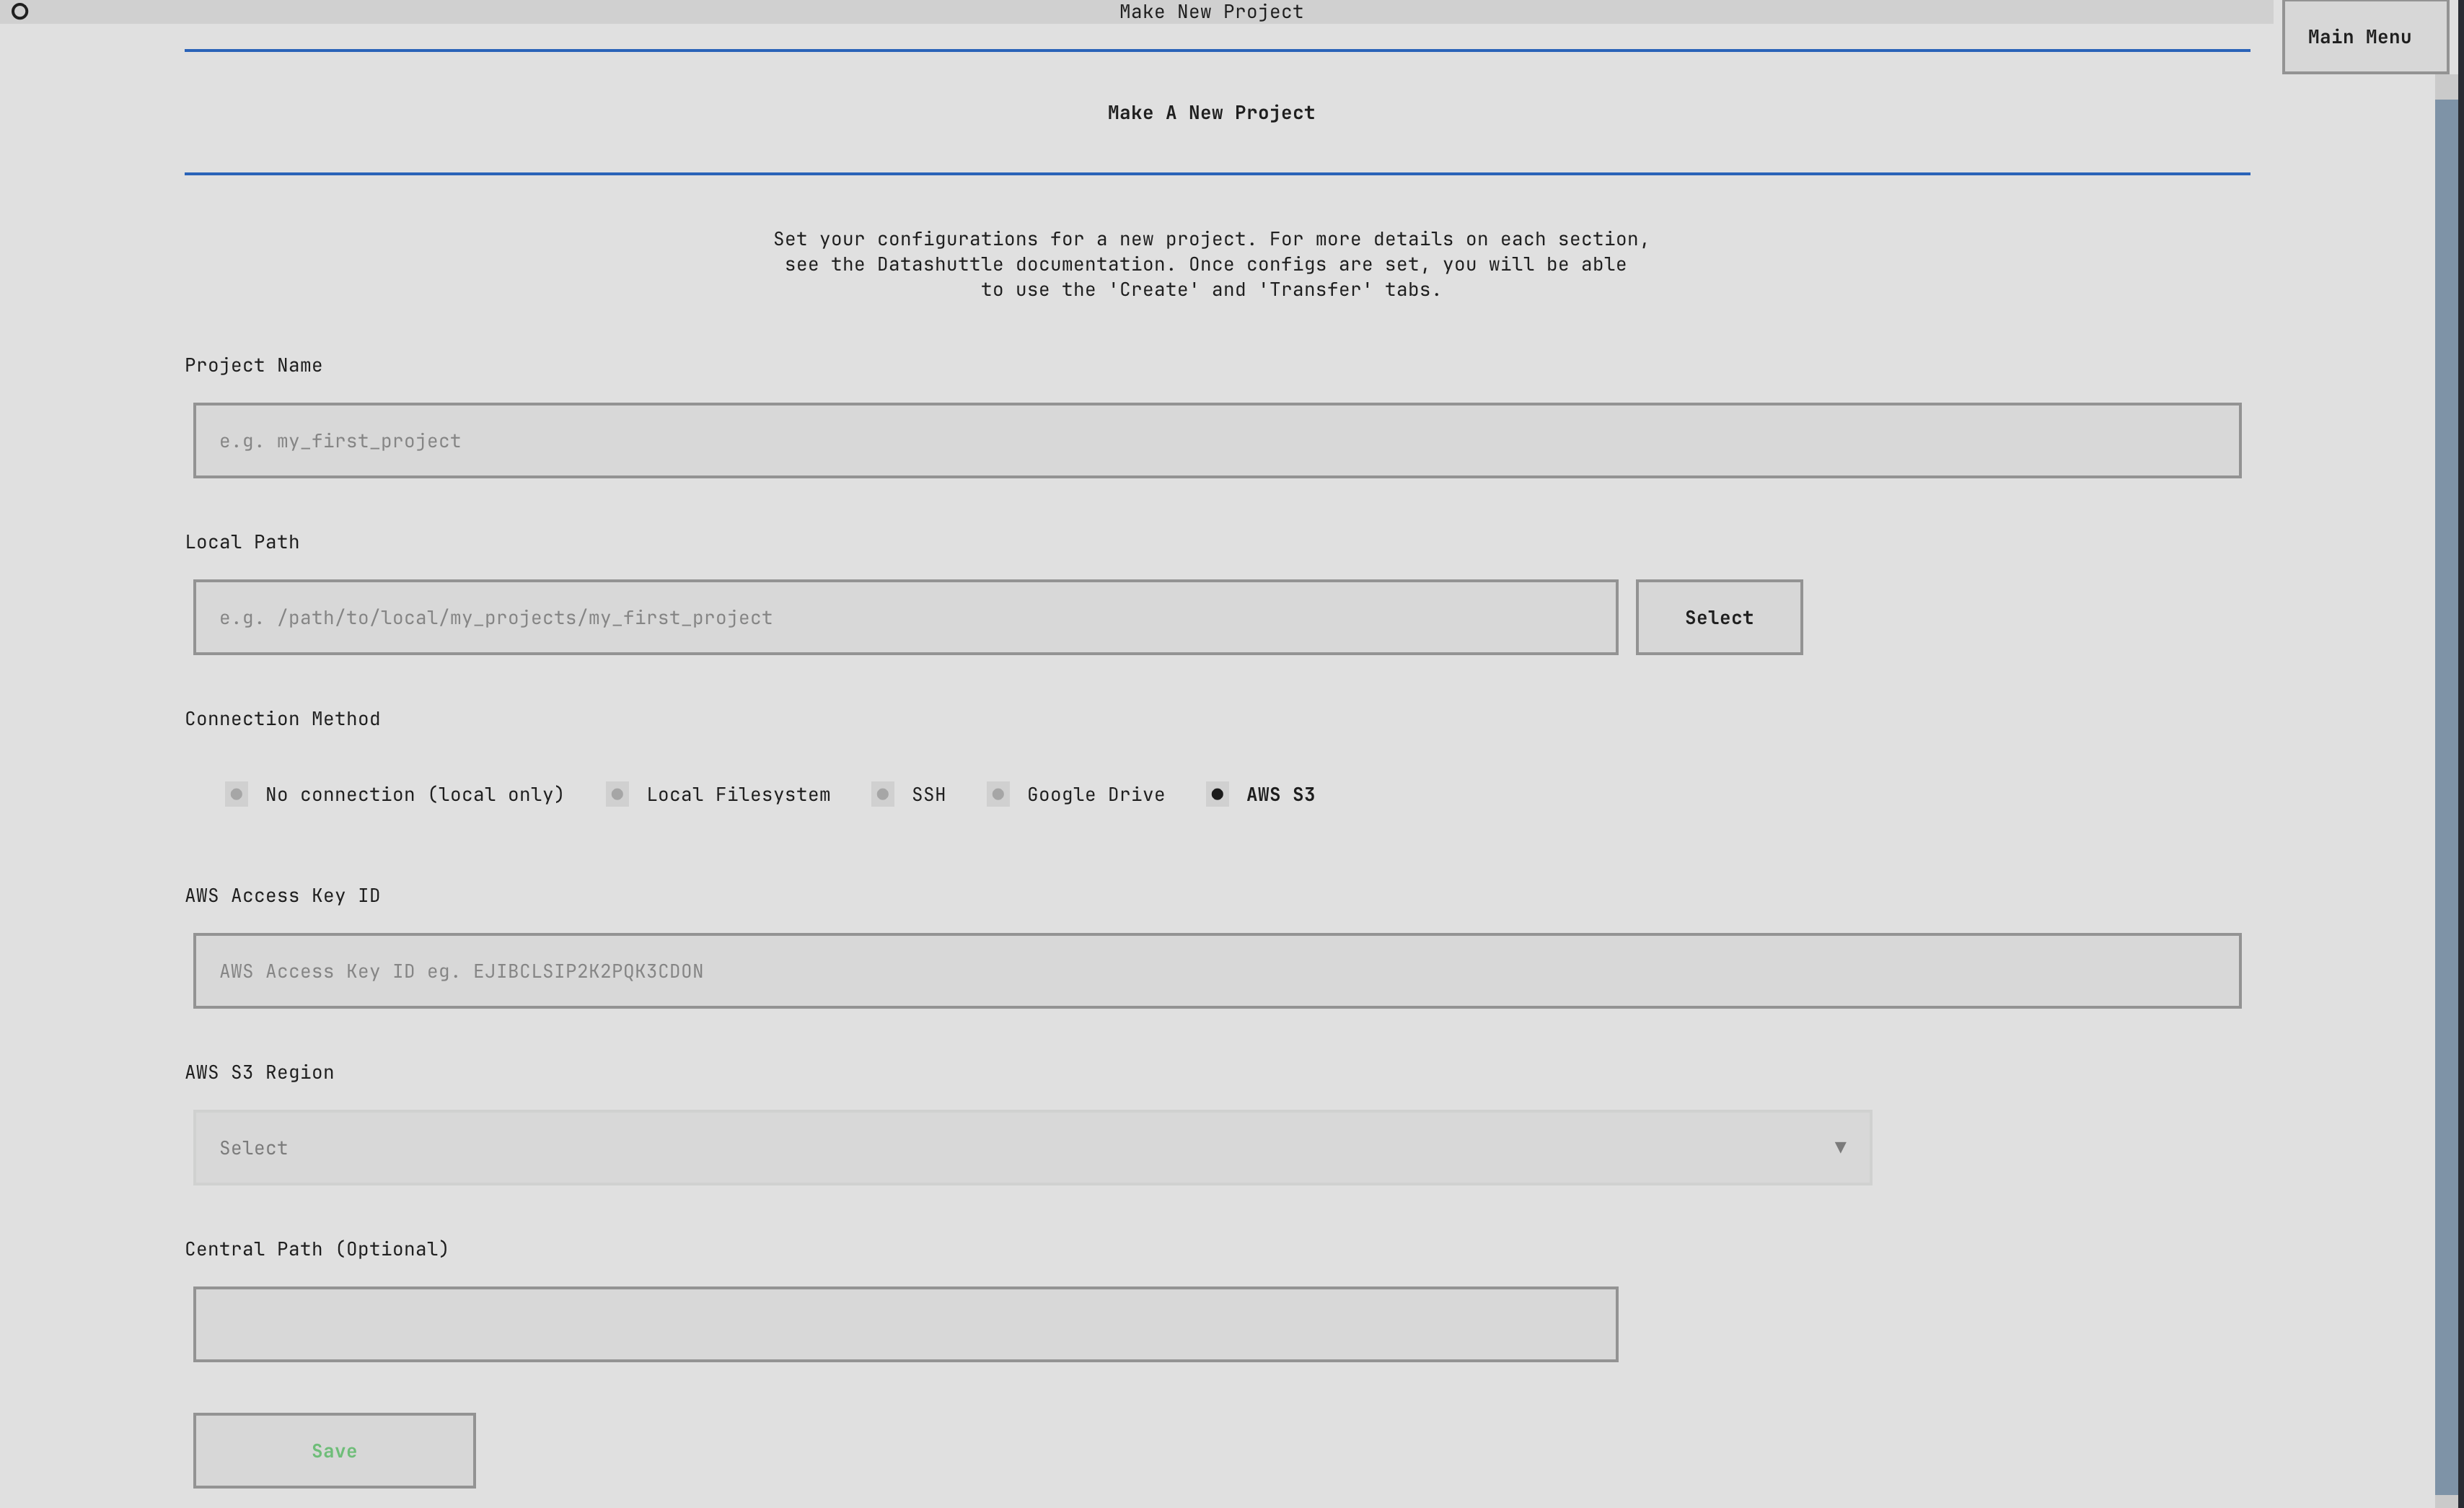 Make New Project
Main Menu
Make A New Project
Set your configurations for a new project. For more details on each section,
see the Datashuttle documentation. Once configs are set, you will be able
to use the 'Create' and 'Transfer' tabs.
Project Name
e.g. my_first_project
Local Path
e.g. /path/to/local/my_projects/my_first_project
Select
Connection Method
No connection (local only) Local Filesystem SSH Google Drive AWS S3
AWS Access Key ID
AWS Access Key ID eg. EJIBCLSIP2K2PQK3CDON
AWS S3 Region
Select ▼
Central Path (Optional)
Save